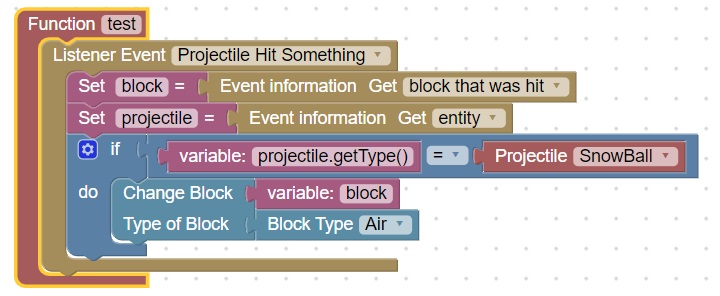 Function test
Listener Event Projectile Hit Something
Set block = Event information Get block that was hit
Set projectile = Event information Get entity
if variable: projectile.getType() = Projectile SnowBall
do Change Block variable: block
Type of Block Block Type Air